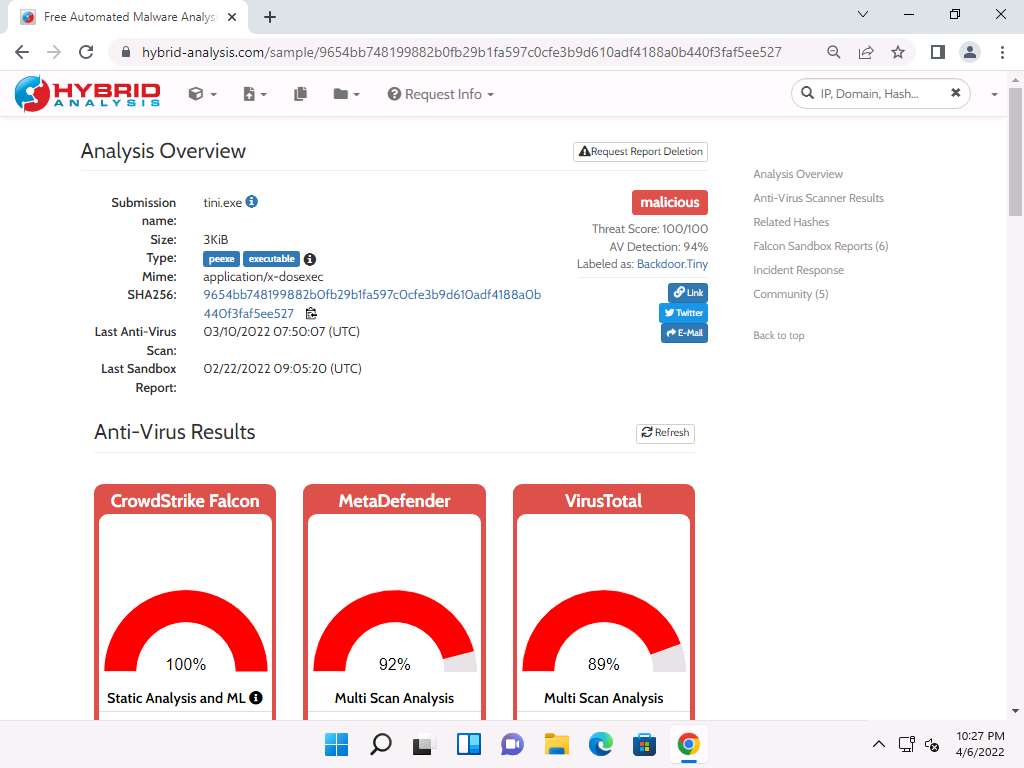 Free Automated Malware Analys
hybrid-analysis.com/sample/9654bb748199882b0fb29b1fa597c0cfe3b9d610adf4188a0b440f3faf5ee527
HYBRID
ANALYSIS
Request Info
IP, Domain, Hash...
Analysis Overview
Request Report Deletion
Submission name:
tini.exe
Size:
3KiB
Type:
peexe executable
Mime:
application/x-dosexec
SHA256:
9654bb748199882b0fb29b1fa597c0cfe3b9d610adf4188a0b
440f3faf5ee527
Last Anti-Virus Scan:
03/10/2022 07:50:07 (UTC)
Last Sandbox Report:
02/22/2022 09:05:20 (UTC)
malicious
Threat Score: 100/100
AV Detection: 94%
Labeled as: Backdoor.Tiny
Link
Twitter
E-Mail
Analysis Overview
Anti-Virus Scanner Results
Related Hashes
Falcon Sandbox Reports (6)
Incident Response
Community (5)
Back to top
Anti-Virus Results
Refresh
CrowdStrike Falcon
100%
Static Analysis and ML
MetaDefender
92%
Multi Scan Analysis
VirusTotal
89%
Multi Scan Analysis
10:27 PM
4/6/2022